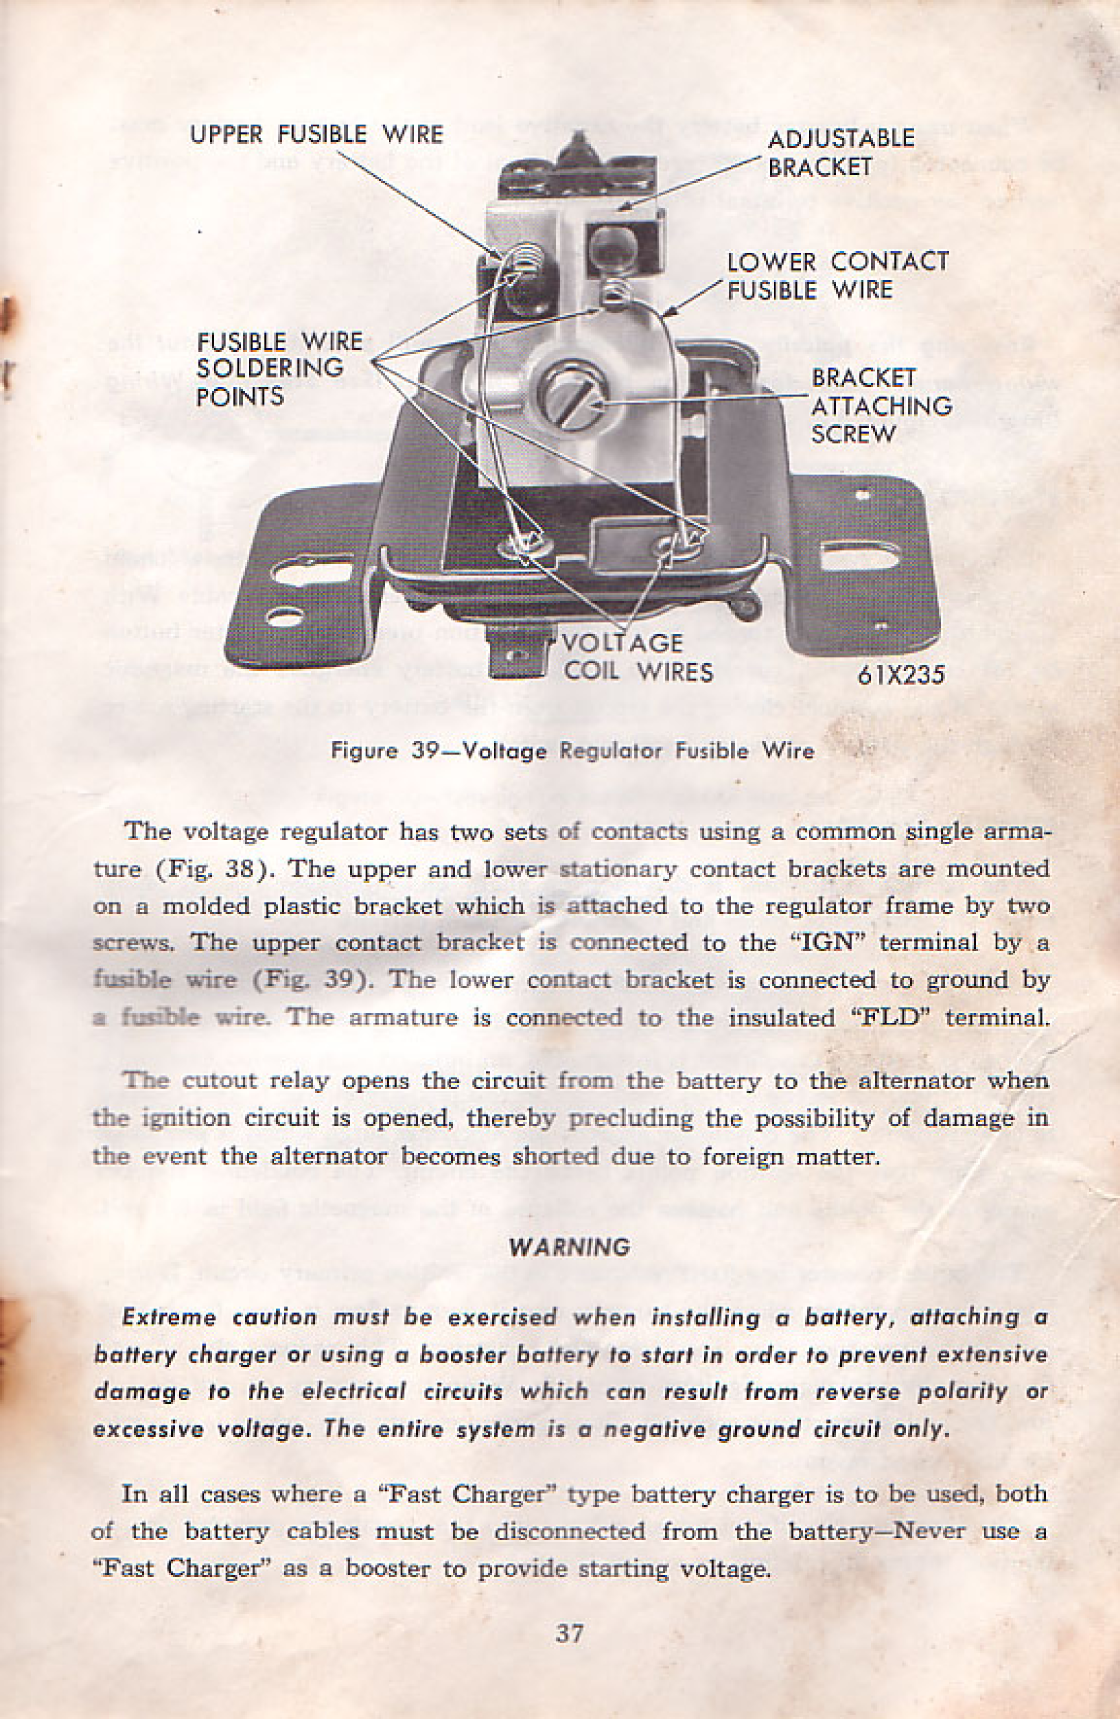 UPPER FUSIBLE WIRE
ADJUSTABLE
BRACKET
LOWER CONTACT
FUSIBLE WIRE
FUSIBLE WIRE
SOLDERING
POINTS
BRACKET
ATTACHING
SCREW
VOLTAGE
COIL WIRES
61X235
Figure 39—Voltage Regulator Fusible Wire
The voltage regulator has two sets of contacts using a common single arma-
ture (Fig. 38). The upper and lower stationary contact brackets are mounted
on a molded plastic bracket which is attached to the regulator frame by two
screws. The upper contact bracket is connected to the “IGN” terminal by a
fusible wire (Fig. 39). The lower contact bracket is connected to ground by
a fusible wire. The armature is connected to the insulated “FLD” terminal.
The cutout relay opens the circuit from the battery to the alternator when
the ignition circuit is opened, thereby precluding the possibility of damage in
the event the alternator becomes shorted due to foreign matter.
WARNING
Extreme caution must be exercised when installing a battery, attaching a
battery charger or using a booster battery to start in order to prevent extensive
damage to the electrical circuits which can result from reverse polarity or
excessive voltage. The entire system is a negative ground circuit only.
In all cases where a “Fast Charger” type battery charger is to be used, both
of the battery cables must be disconnected from the battery—Never use a
“Fast Charger” as a booster to provide starting voltage.
37